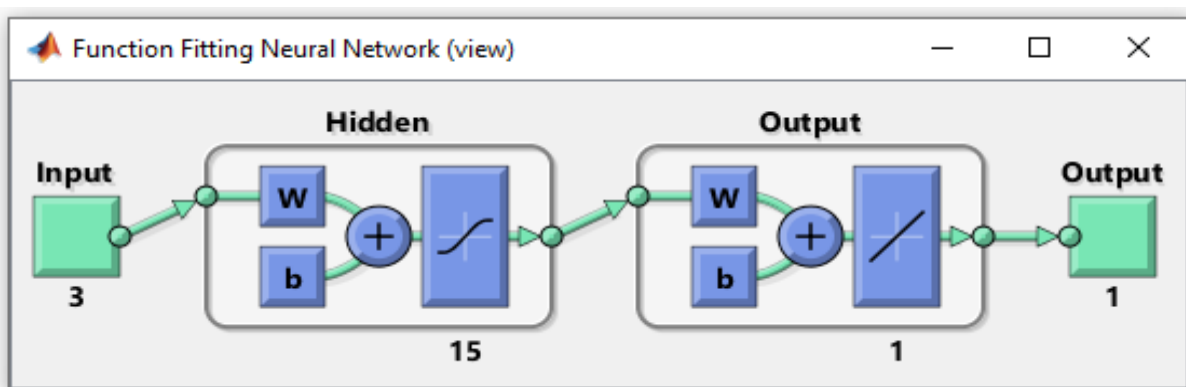 Function Fitting Neural Network (view)
Hidden
Output
Input
Output
W
W
+
+
b
b
3
1
15
1